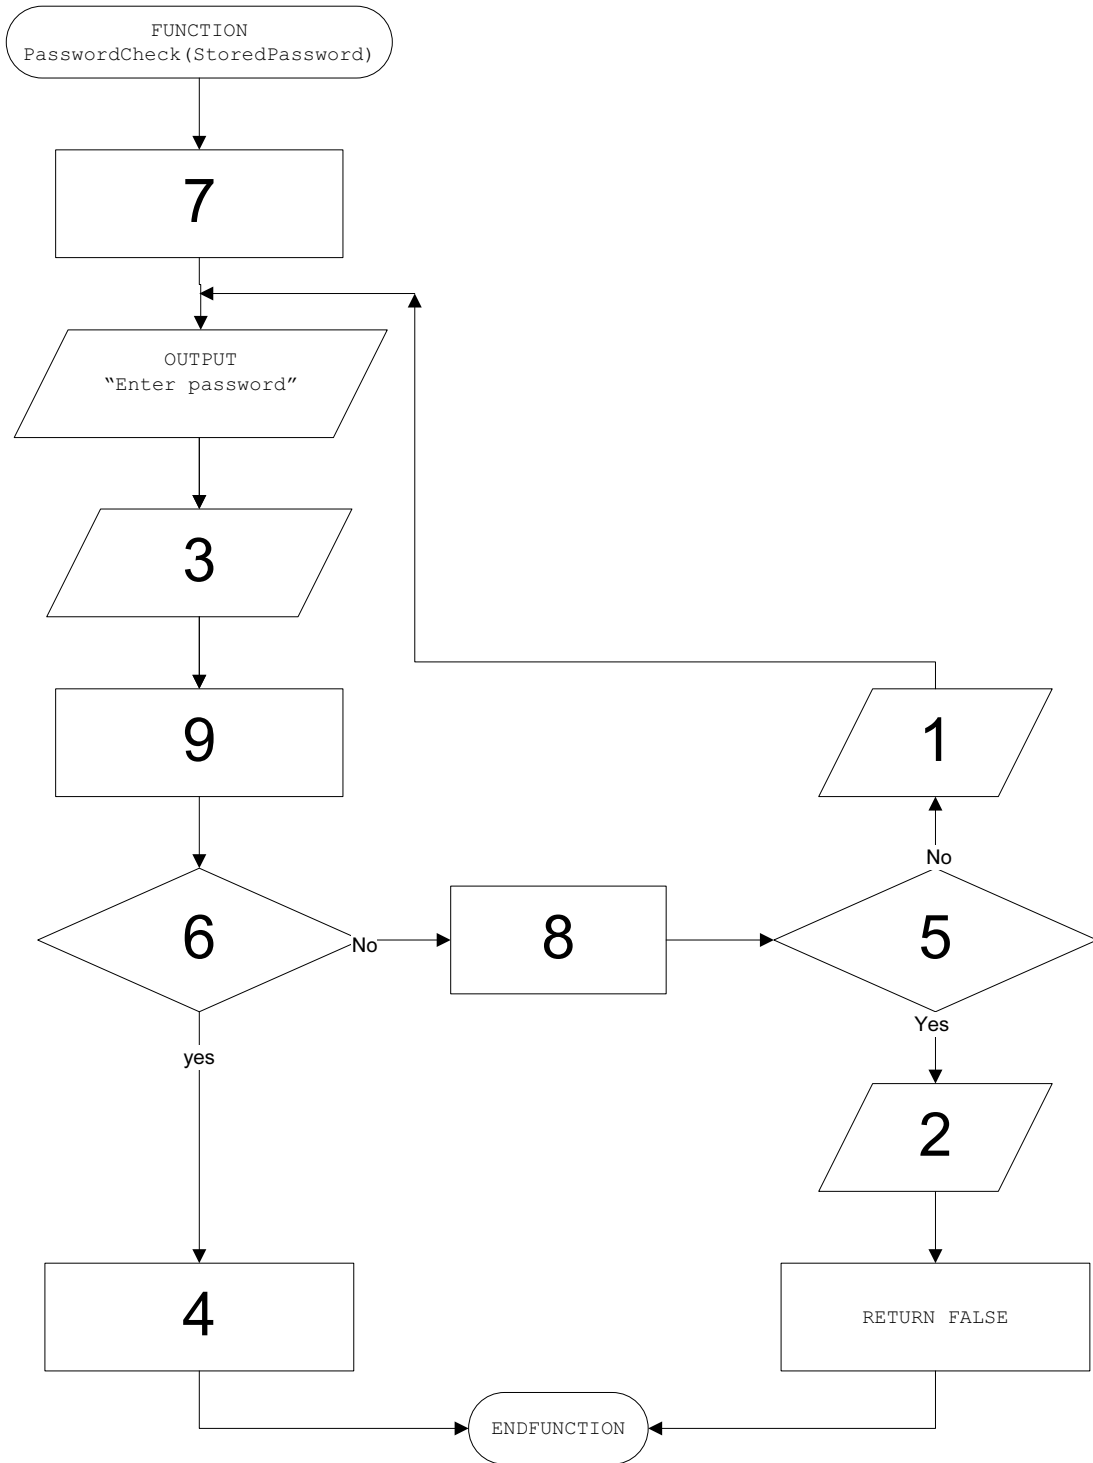 FUNCTION
PasswordCheck(StoredPassword)
7
OUTPUT
“Enter password”
3
9
1
No
6
No
8
5
yes
Yes
2
4
RETURN FALSE
ENDFUNCTION